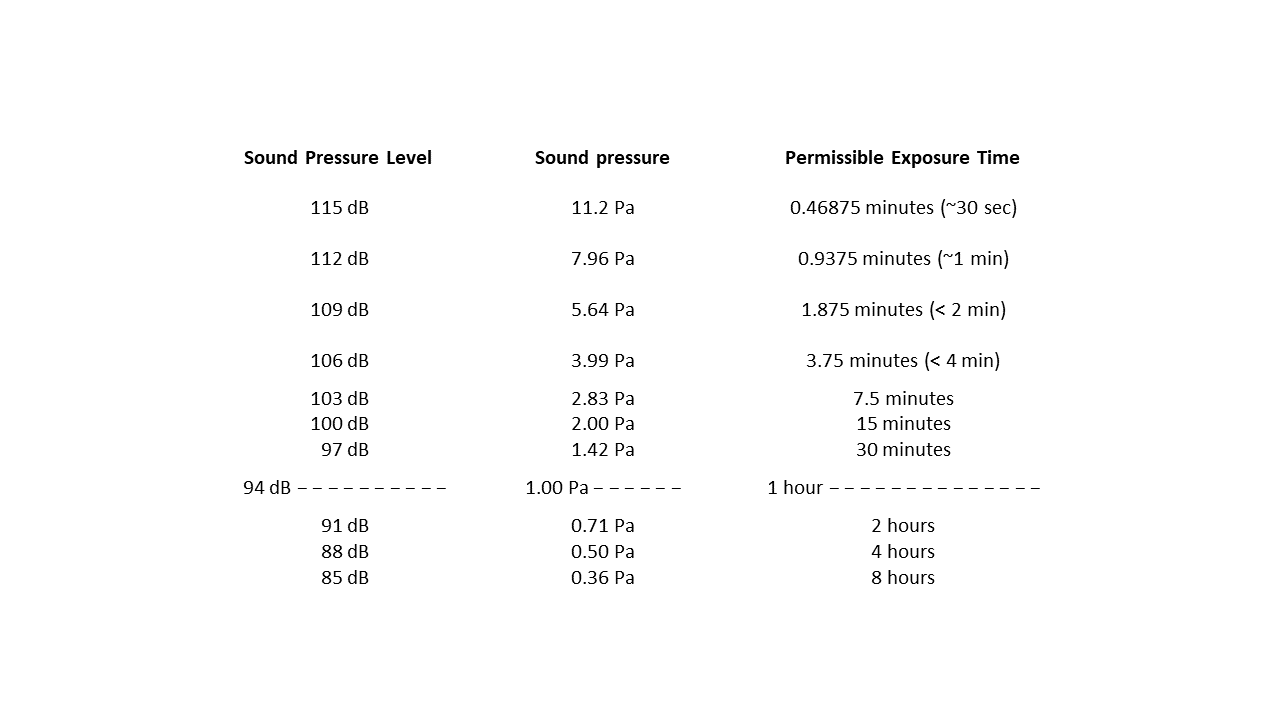 Sound Pressure Level Sound pressure Permissible Exposure Time
115 dB 11.2 Pa 0.46875 minutes (~30 sec)
112 dB 7.96 Pa 0.9375 minutes (~1 min)
109 dB 5.64 Pa 1.875 minutes (< 2 min)
106 dB 3.99 Pa 3.75 minutes (< 4 min)
103 dB 2.83 Pa 7.5 minutes
100 dB 2.00 Pa 15 minutes
97 dB 1.42 Pa 30 minutes
94 dB – – – – – – – – – – 1.00 Pa – – – – – – 1 hour – – – – – – – – – – – – – –
91 dB 0.71 Pa 2 hours
88 dB 0.50 Pa 4 hours
85 dB 0.36 Pa 8 hours